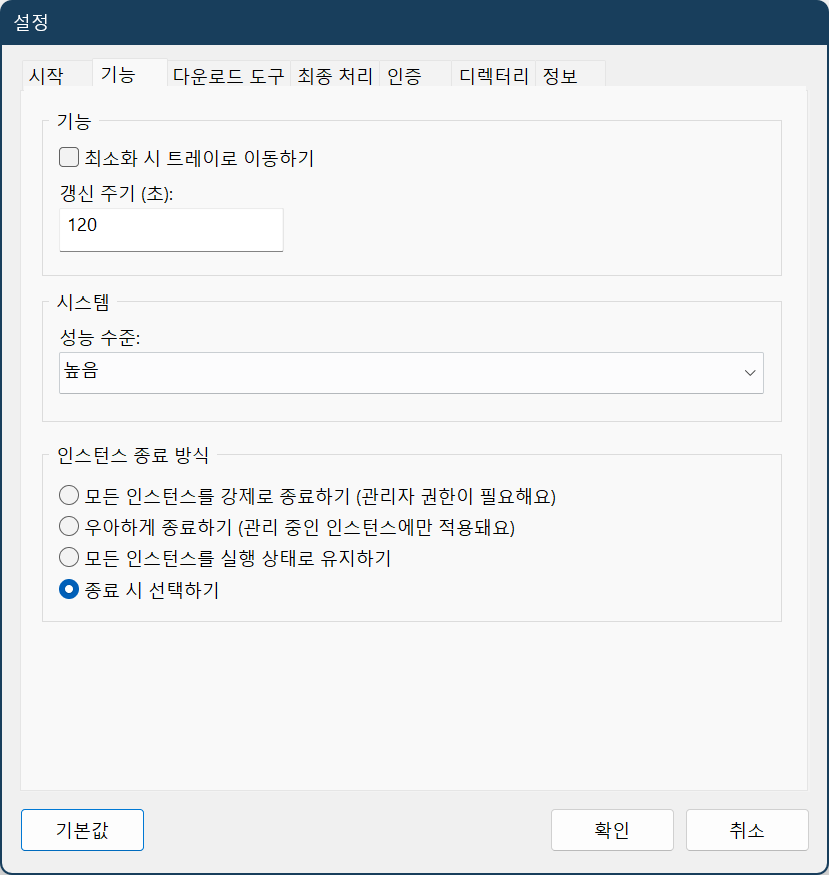 설정
시작 기능 다운로드 도구 최종 처리 인증 디렉터리 정보
기능
최소화 시 트레이로 이동하기
갱신 주기 (초):
120
시스템
성능 수준:
높음
인스턴스 종료 방식
모든 인스턴스를 강제로 종료하기 (관리자 권한이 필요해요)
우아하게 종료하기 (관리 중인 인스턴스에만 적용돼요)
모든 인스턴스를 실행 상태로 유지하기
종료 시 선택하기
기본값 확인 취소